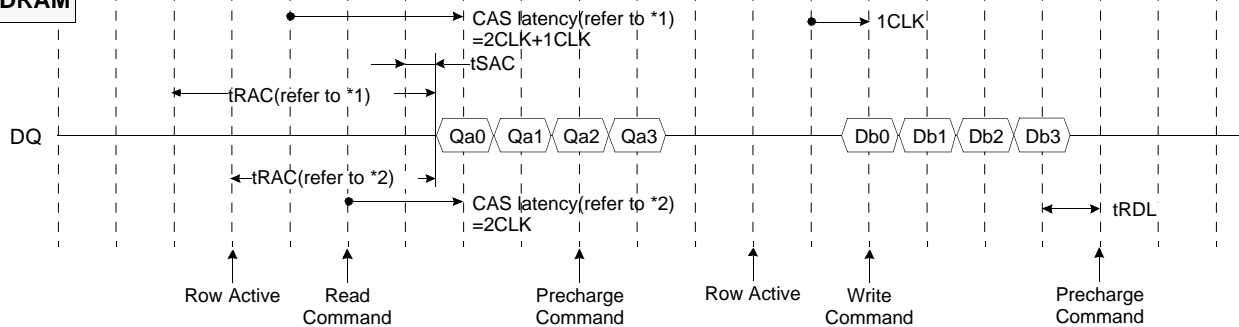 DRAM
CAS latency(refer to *1)
=2CLK+1CLK
1CLK
tSAC
tRAC(refer to *1)
DQ
Qa0 Qa1 Qa2 Qa3 Db0 Db1 Db2 Db3
tRAC(refer to *2)
CAS latency(refer to *2)
=2CLK
tRDL
Row Active
Read
Command
Precharge
Command
Row Active
Write
Command
Precharge
Command